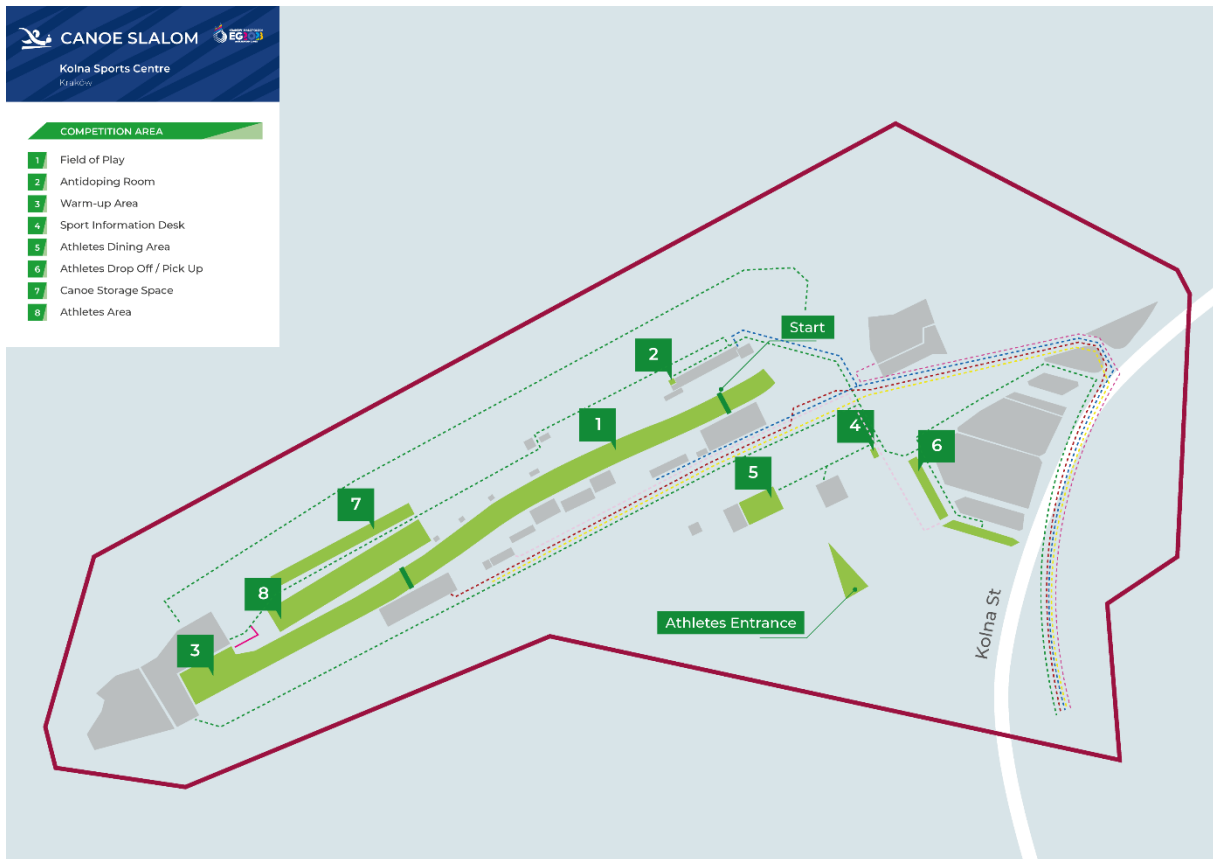 CANOE SLALOM
EG2023
Kolna Sports Centre
Kraków
COMPETITION AREA
1 Field of Play
2 Antidoping Room
3 Warm-up Area
4 Sport Information Desk
5 Athletes Dining Area
6 Athletes Drop Off / Pick Up
7 Canoe Storage Space
8 Athletes Area
Start
2
1
4
6
5
7
8
3
Athletes Entrance
Kolna St